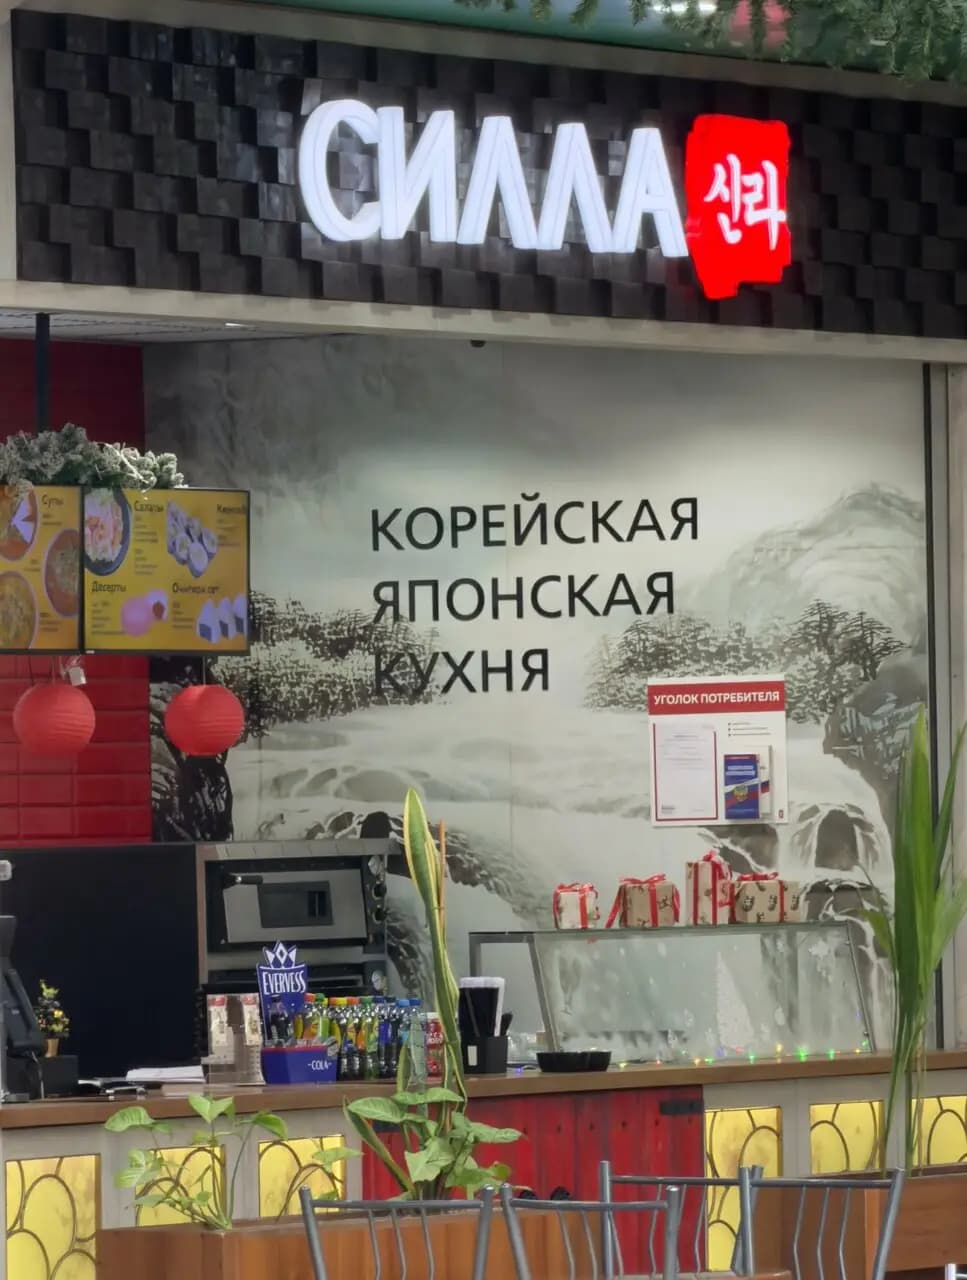 СИЛЛА
신라
КОРЕЙСКАЯ
ЯПОНСКАЯ
КУХНЯ
Супы
Салаты
Десерты
УГОЛОК ПОТРЕБИТЕЛЯ
EVERVESS
-COLA-